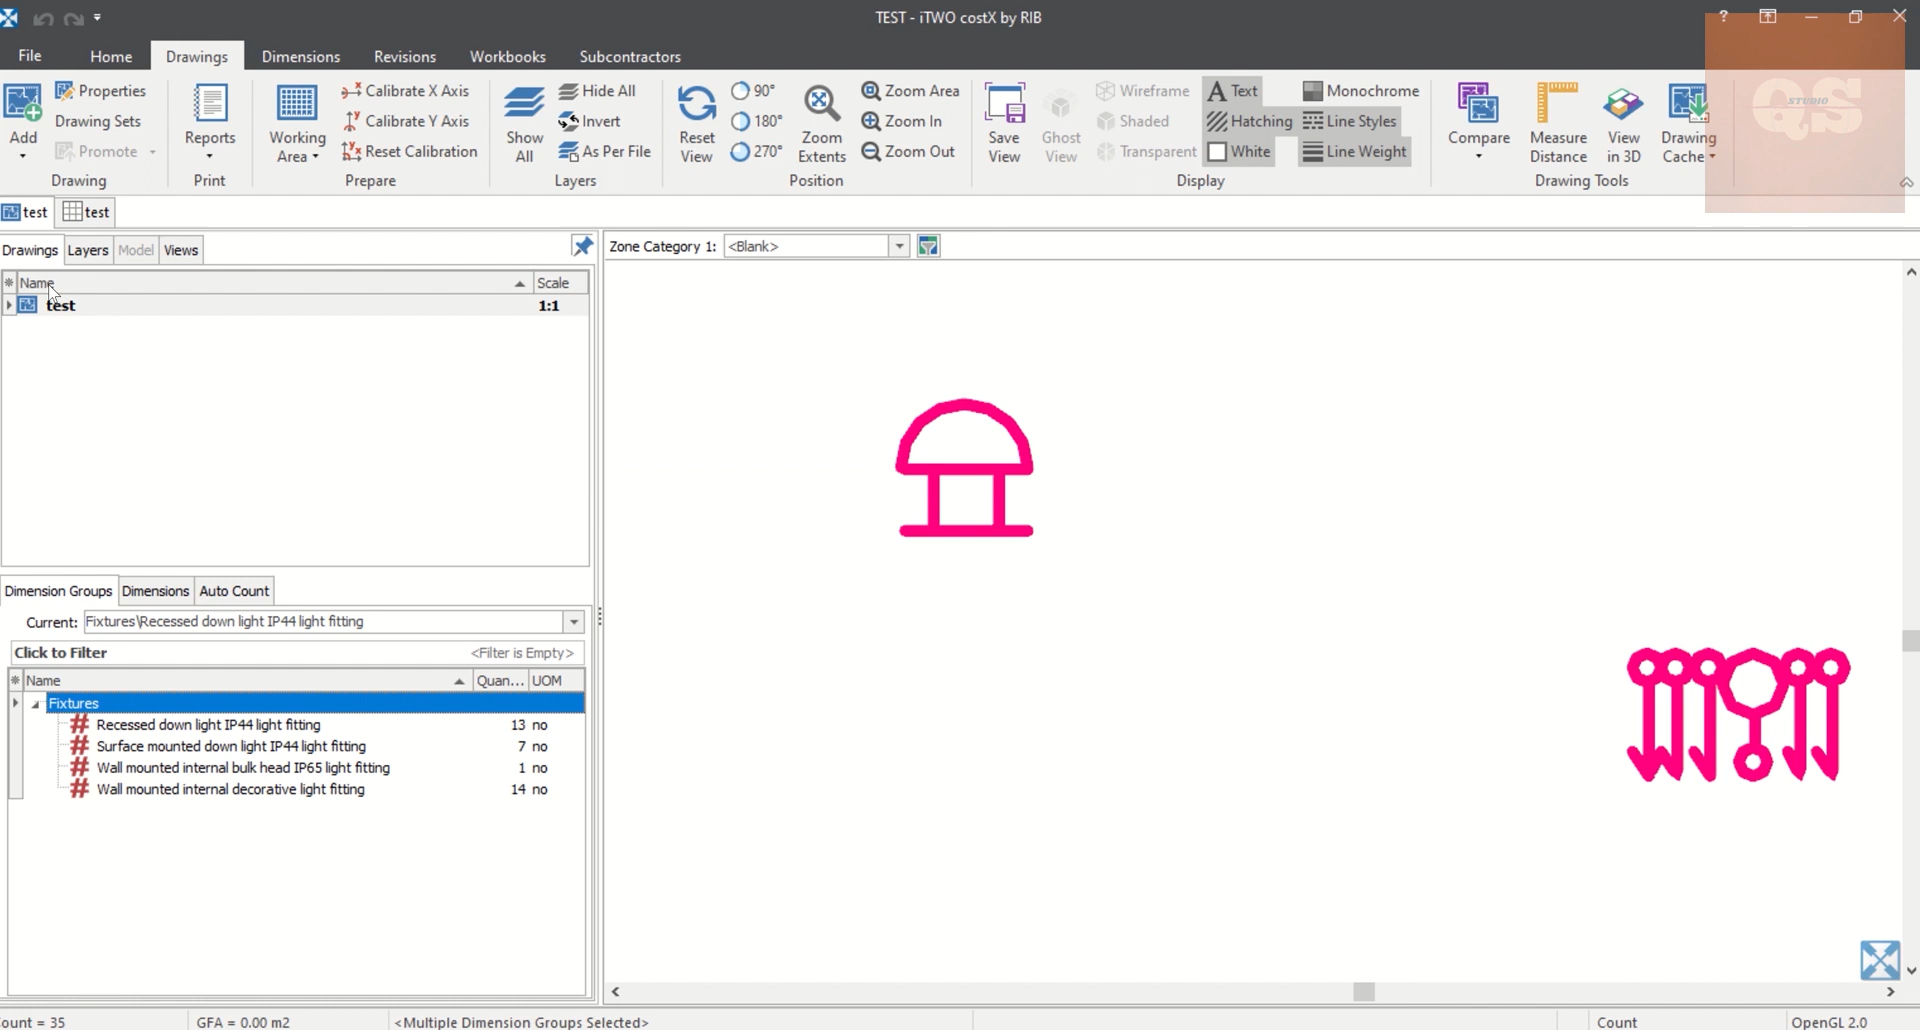 TEST - iTWO costX by RIB
?
File Home Drawings Dimensions Revisions Workbooks Subcontractors
Add
Properties
Drawing Sets
Promote
Drawing
Reports
Print
Working Area
Calibrate X Axis
Calibrate Y Axis
Reset Calibration
Prepare
Show All
Hide All
Invert
As Per File
Layers
Reset View
90°
180°
270°
Zoom Extents
Zoom Area
Zoom In
Zoom Out
Position
Save View
Ghost View
Wireframe
Shaded
Transparent
A Text
Hatching
White
Monochrome
Line Styles
Line Weight
Display
Compare
Measure Distance
View in 3D
Drawing Cache
Drawing Tools
QS
STUDIO
test test
Drawings Layers Model Views
Zone Category 1: <Blank>
Name Scale
test 1:1
Dimension Groups Dimensions Auto Count
Current: Fixtures\Recessed down light IP44 light fitting
Click to Filter <Filter is Empty>
Name Quan... UOM
Fixtures
# Recessed down light IP44 light fitting 13 no
# Surface mounted down light IP44 light fitting 7 no
# Wall mounted internal bulk head IP65 light fitting 1 no
# Wall mounted internal decorative light fitting 14 no
ount = 35 GFA = 0.00 m2 <Multiple Dimension Groups Selected> Count OpenGL 2.0